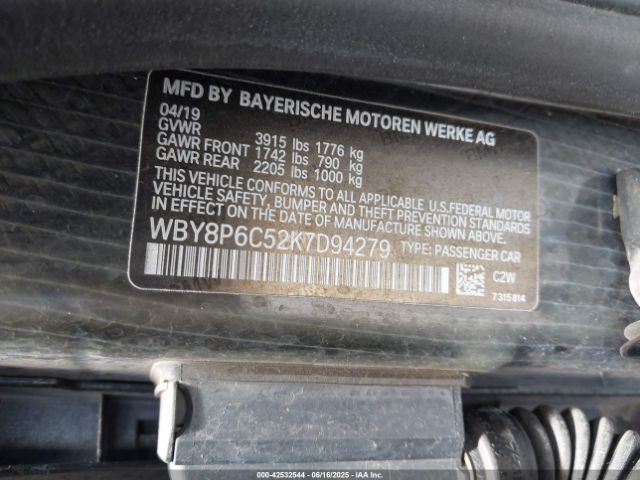 MFD BY BAYERISCHE MOTOREN WERKE AG
04/19
GVWR 3915 lbs 1776 kg
GAWR FRONT 1742 lbs 790 kg
GAWR REAR 2205 lbs 1000 kg
THIS VEHICLE CONFORMS TO ALL APPLICABLE U.S.FEDERAL MOTOR
VEHICLE SAFETY, BUMPER, AND THEFT PREVENTION STANDARDS
IN EFFECT ON THE DATE OF MANUFACTURE SHOWN ABOVE.
WBY8P6C52K7D94279 TYPE: PASSENGER CAR
C2W
7315814
000-42532544 - 06/16/2025 - IAAI.COM